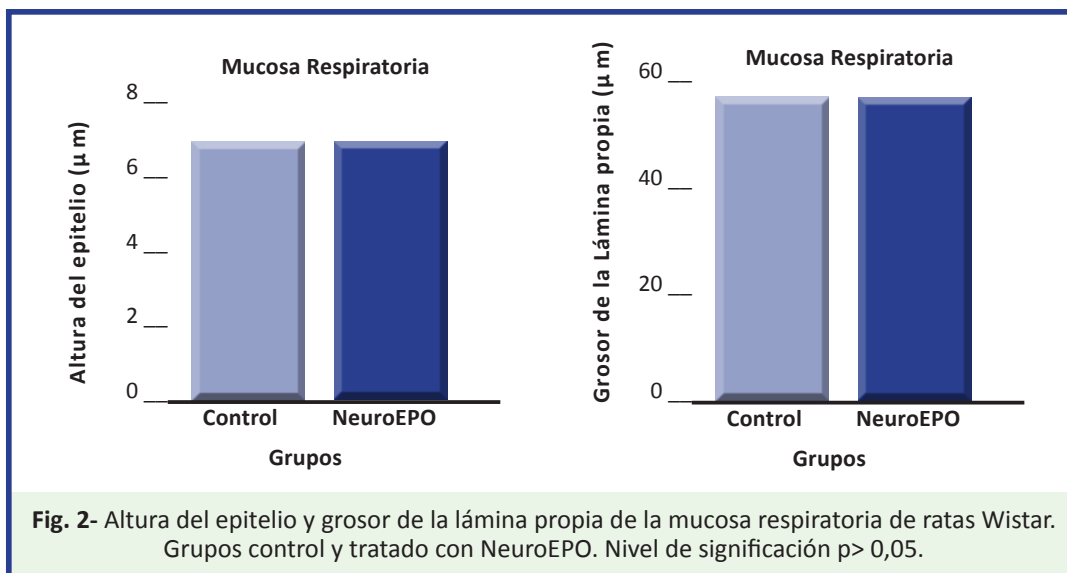 Mucosa Respiratoria
Altura del epitelio (µ m)
8
6
4
2
0
Control NeuroEPO
Grupos
Mucosa Respiratoria
Grosor de la Lámina propia (µ m)
60
40
20
0
Control NeuroEPO
Grupos
Fig. 2- Altura del epitelio y grosor de la lámina propia de la mucosa respiratoria de ratas Wistar.
Grupos control y tratado con NeuroEPO. Nivel de significación p> 0,05.